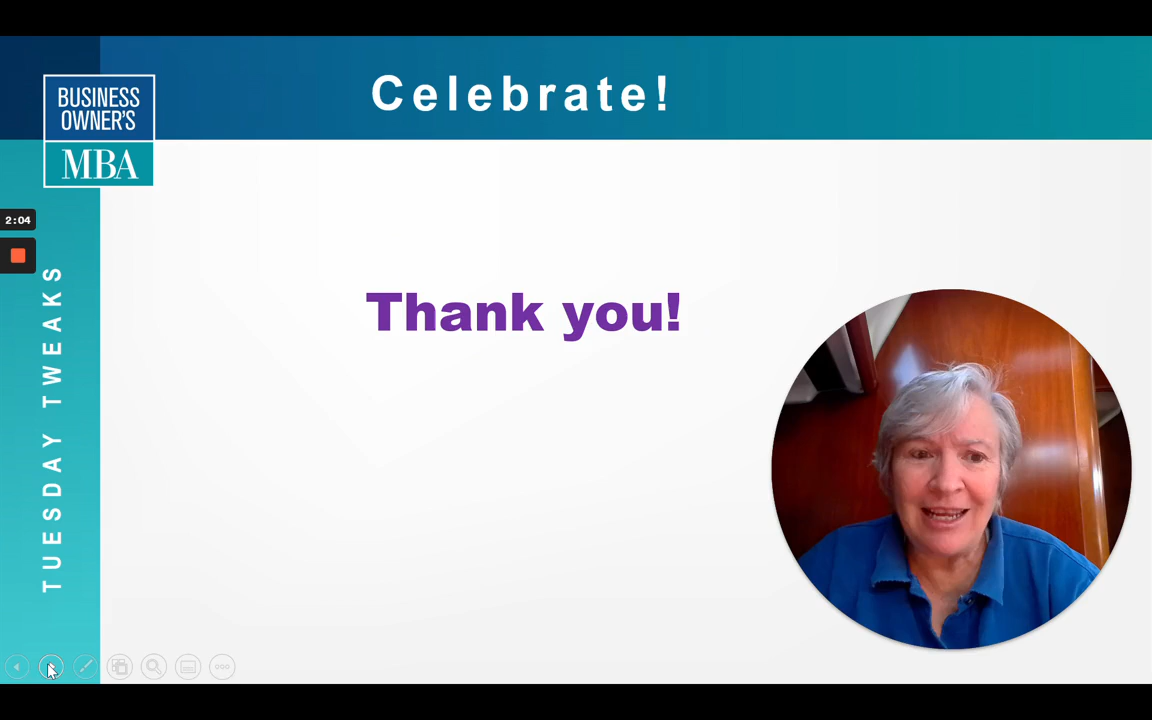 Celebrate!
BUSINESS
OWNER'S
MBA
2:04
TUESDAY TWEAKS
Thank you!